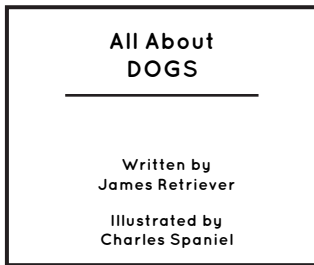 All About
DOGS
Written by
James Retriever
Illustrated by
Charles Spaniel